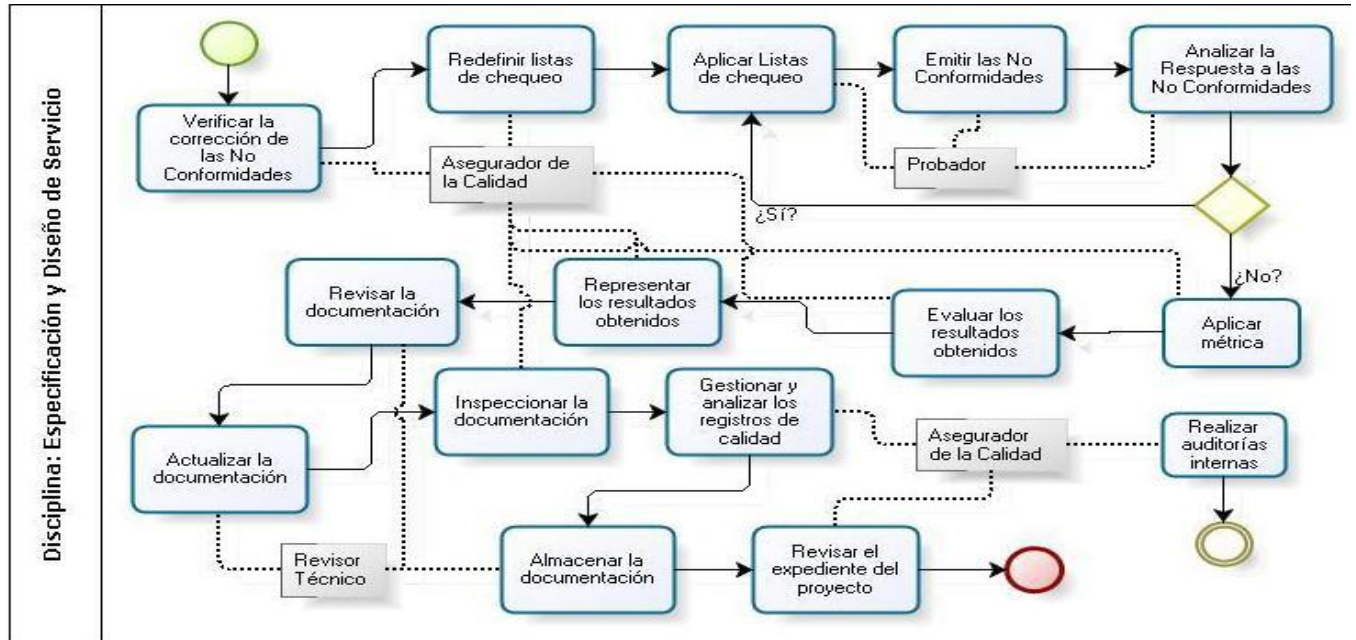 Disciplina: Especificación y Diseño de Servicio
Verificar la
corrección de
las No
Conformidades
Redefinir listas
de chequeo
Aplicar Listas
de chequeo
Emitir las No
Conformidades
Analizar la
Respuesta a las
No Conformidades
Asegurador de
la Calidad
Probador
¿Sí?
¿No?
Revisar la
documentación
Representar
los resultados
obtenidos
Evaluar los
resultados
obtenidos
Aplicar
métrica
Actualizar la
documentación
Inspeccionar la
documentación
Gestionar y
analizar los
registros de
calidad
Asegurador
de la Calidad
Realizar
auditorías
internas
Revisor
Técnico
Almacenar la
documentación
Revisar el
expediente del
proyecto